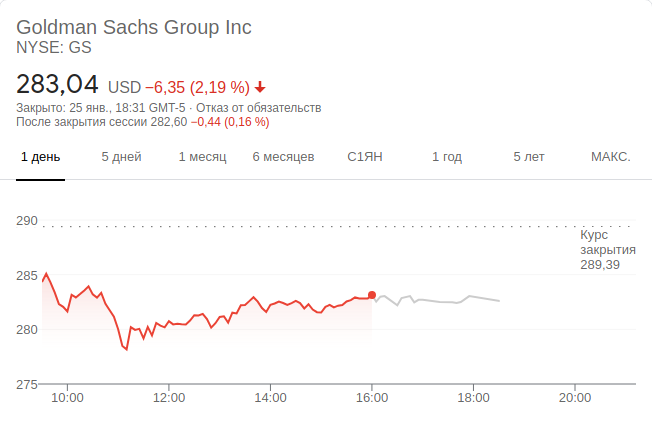 Goldman Sachs Group Inc
NYSE: GS
283,04 USD −6,35 (2,19 %)
Закрыто: 25 янв., 18:31 GMT-5 · Отказ от обязательств
После закрытия сессии 282,60 −0,44 (0,16 %)
1 день 5 дней 1 месяц 6 месяцев С1ЯН 1 год 5 лет МАКС.
290
Курс
закрытия
289,39
285
280
275
10:00 12:00 14:00 16:00 18:00 20:00